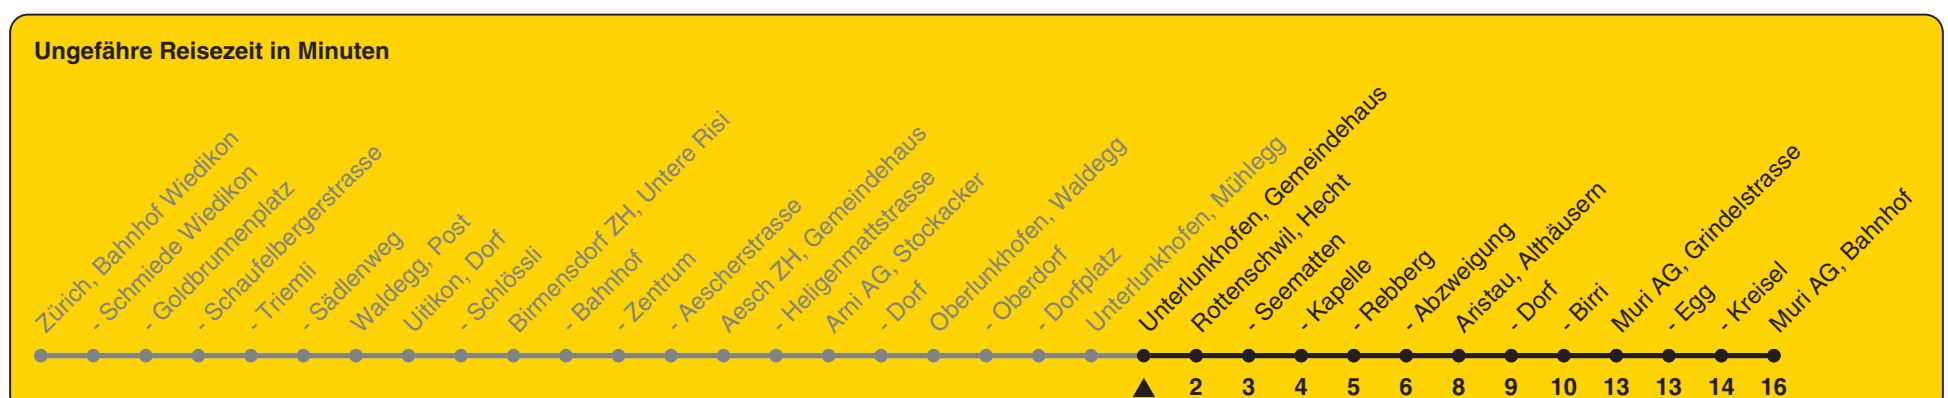 Ungefähre Reisezeit in Minuten
Zürich, Bahnhof Wiedikon
- Schmiede Wiedikon
- Goldbrunnenplatz
- Schaufelbergerstrasse
- Triemli
- Sädlenweg
Waldegg, Post
Uitikon, Dorf
- Schlössli
Birmensdorf ZH, Untere Risi
- Bahnhof
- Zentrum
- Aescherstrasse
Aesch ZH, Gemeindehaus
- Heligenmattstrasse
Arni AG, Stockacker
- Dorf
Oberlunkhofen, Waldegg
- Oberdorf
- Dorfplatz
Unterlunkhofen, Mühlegg
Unterlunkhofen, Gemeindehaus
Rottenschwil, Hecht
- Seematten
- Kapelle
- Rebberg
- Abzweigung
Aristau, Althäusern
- Dorf
- Birri
Muri AG, Grindelstrasse
- Egg
- Kreisel
Muri AG, Bahnhof
2 3 4 5 6 8 9 10 13 13 14 16